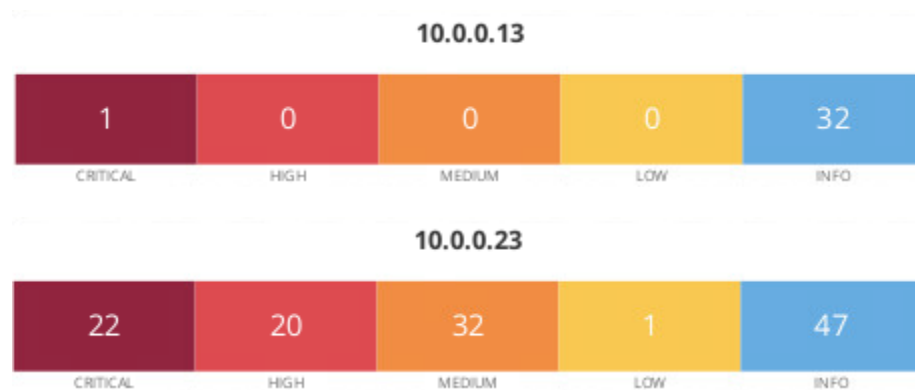 10.0.0.13
1 0 0 0 32
CRITICAL HIGH MEDIUM LOW INFO
10.0.0.23
22 20 32 1 47
CRITICAL HIGH MEDIUM LOW INFO